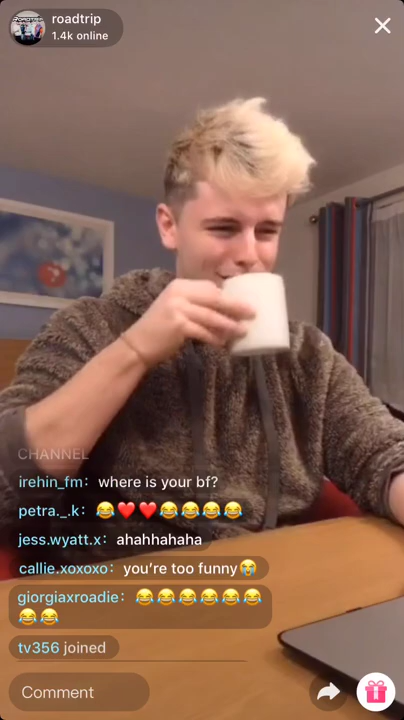 roadtrip
1.4k online
CHANNEL
irehin_fm: where is your bf?
petra._.k: 😂❤️❤️😂😂😂😂
jess.wyatt.x: ahahhahaha
callie.xoxoxo: you're too funny😭
giorgiaxroadie: 😂😂😂😂😂😂
😂😂
tv356 joined
Comment